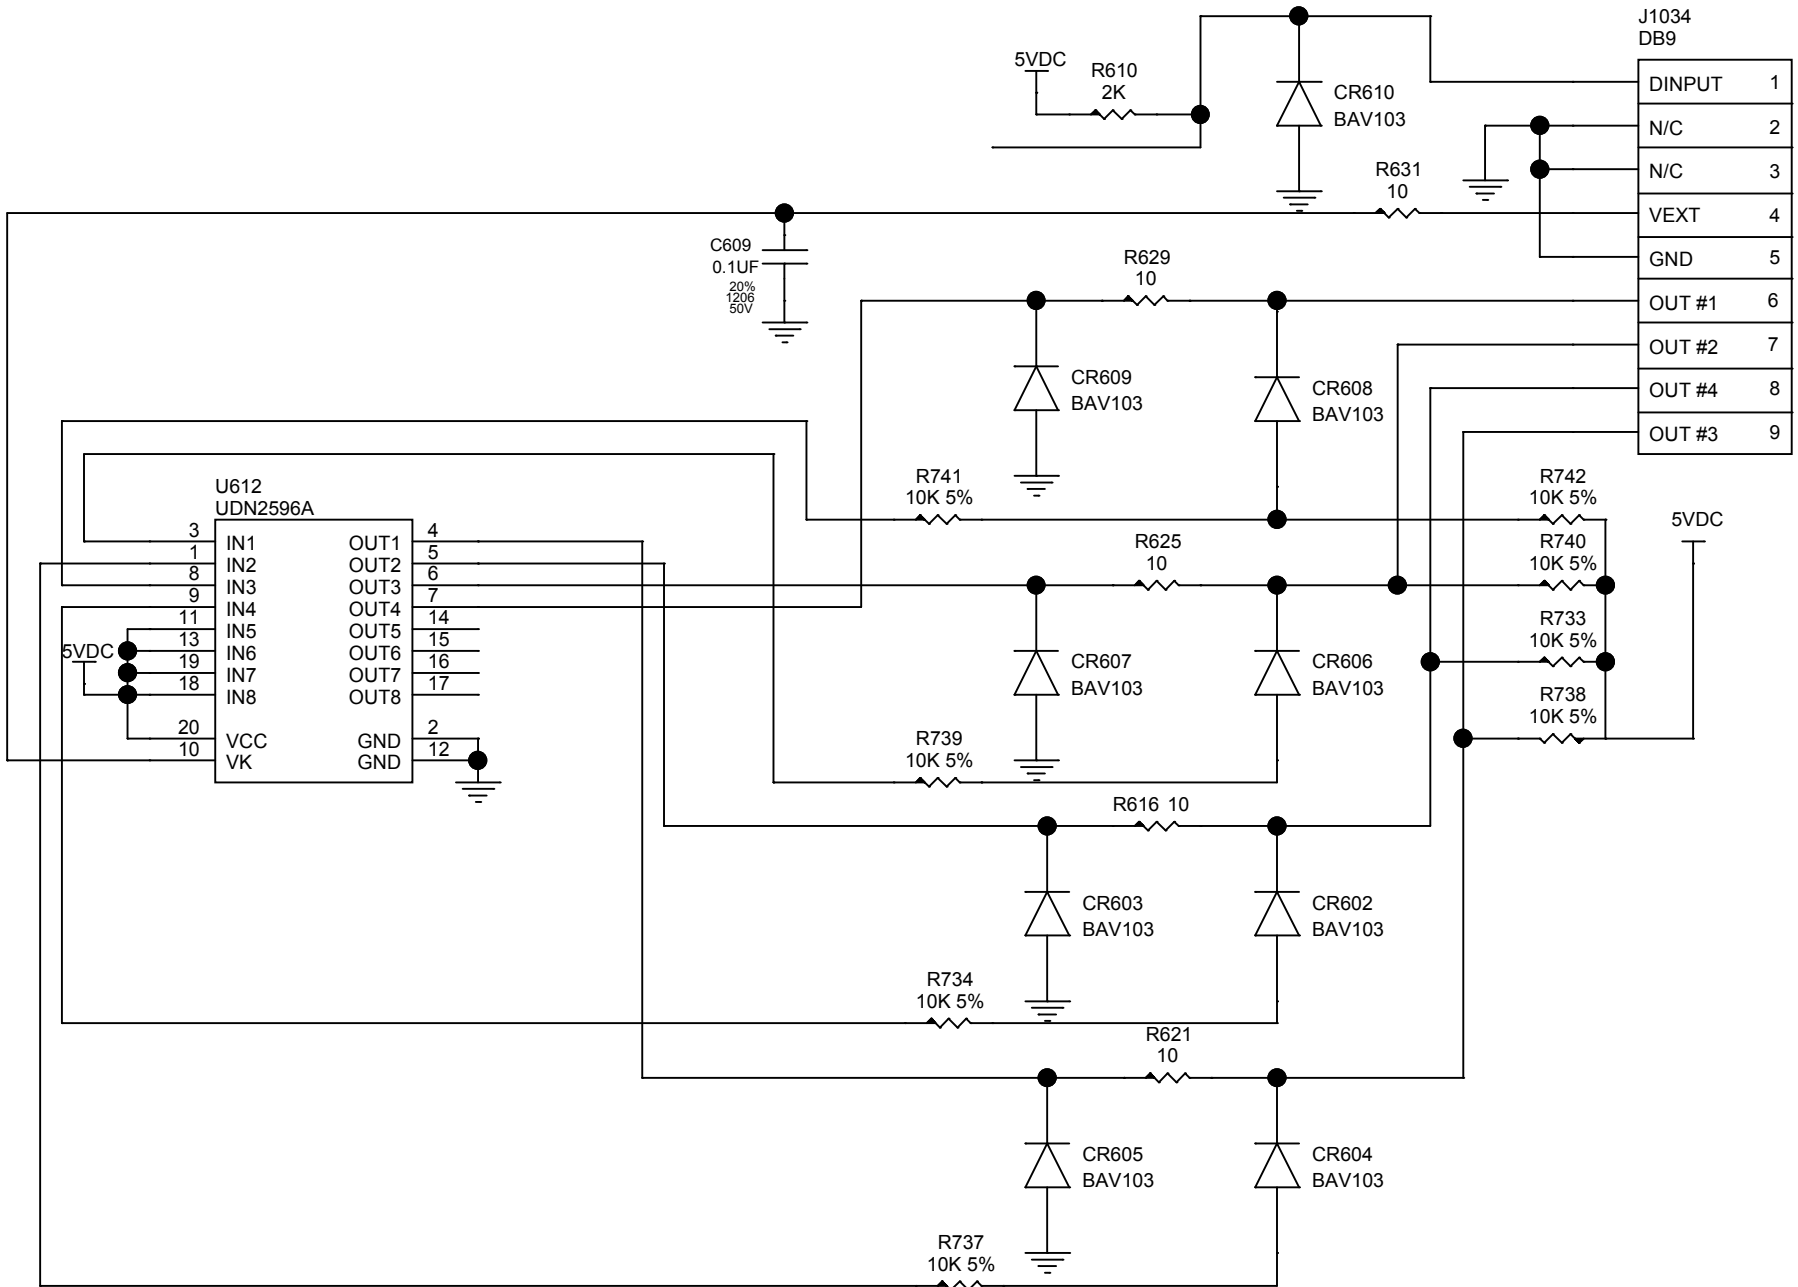 J1034
DB9
5VDC
R610
2K
CR610
BAV103
DINPUT 1
N/C 2
N/C 3
VEXT 4
GND 5
OUT #1 6
OUT #2 7
OUT #4 8
OUT #3 9
R631
10
C609
0.1UF
20%
1206
50V
R629
10
CR609
BAV103
CR608
BAV103
R741
10K 5%
R742
10K 5%
5VDC
R740
10K 5%
R733
10K 5%
R738
10K 5%
U612
UDN2596A
3 IN1 OUT1 4
1 IN2 OUT2 5
8 IN3 OUT3 6
9 IN4 OUT4 7
11 IN5 OUT5 14
13 IN6 OUT6 15
19 IN7 OUT7 16
18 IN8 OUT8 17
20 VCC GND 2
10 VK GND 12
5VDC
R625
10
CR607
BAV103
CR606
BAV103
R739
10K 5%
R616 10
CR603
BAV103
CR602
BAV103
R734
10K 5%
R621
10
CR605
BAV103
CR604
BAV103
R737
10K 5%